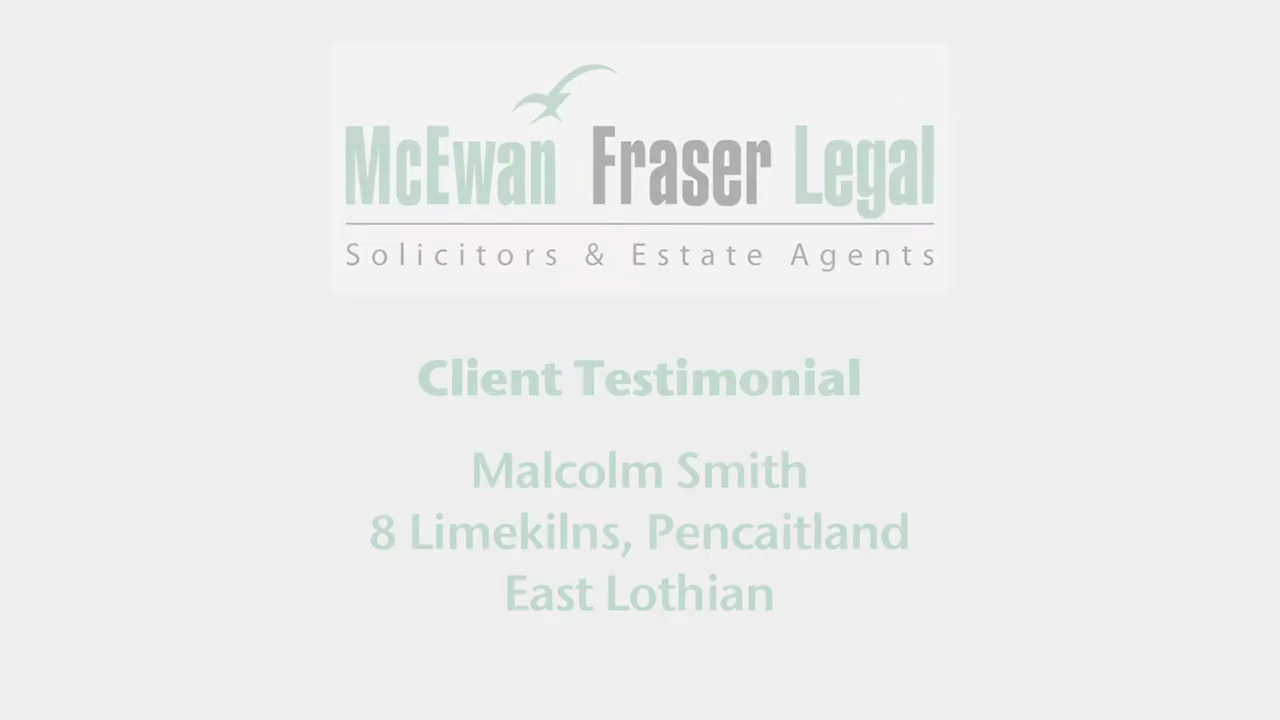 McEwan Fraser Legal
Solicitors & Estate Agents
Client Testimonial
Malcolm Smith
8 Limekilns, Pencaitland
East Lothian